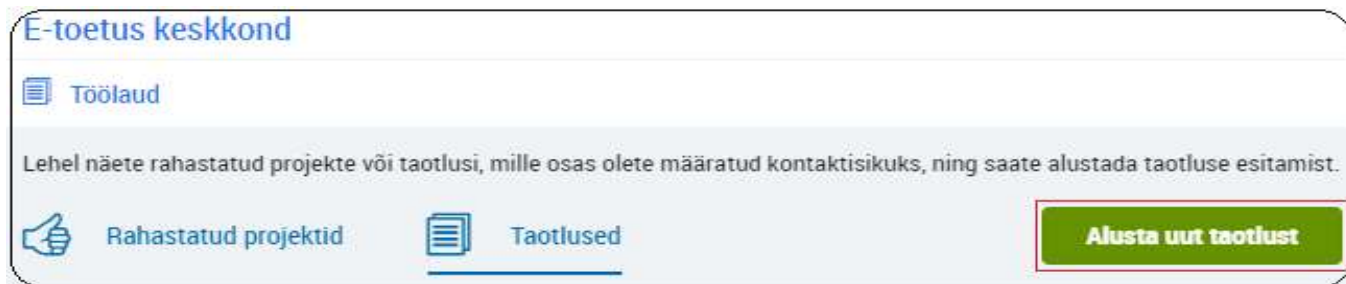 E-toetus keskkond
Töölaud
Lehel näete rahastatud projekte või taotlusi, mille osas olete määratud kontaktisikuks, ning saate alustada taotluse esitamist.
Rahastatud projektid Taotlused Alusta uut taotlust